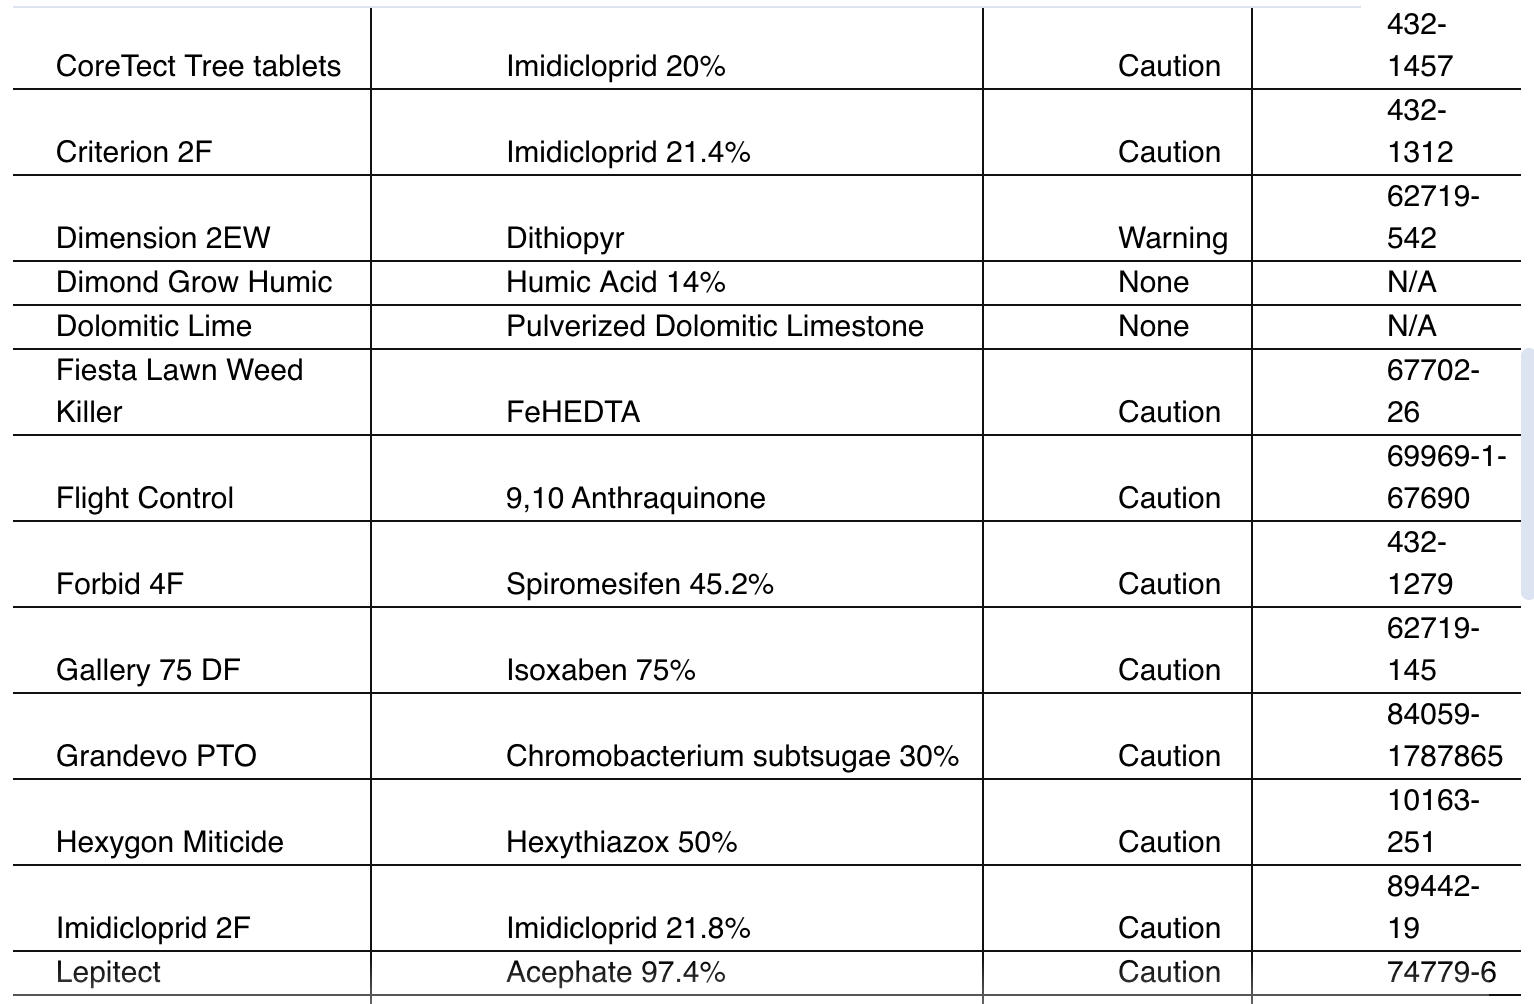 432-
CoreTect Tree tablets Imidicloprid 20% Caution 1457
432-
Criterion 2F Imidicloprid 21.4% Caution 1312
62719-
Dimension 2EW Dithiopyr Warning 542
Dimond Grow Humic Humic Acid 14% None N/A
Dolomitic Lime Pulverized Dolomitic Limestone None N/A
Fiesta Lawn Weed 67702-
Killer FeHEDTA Caution 26
69969-1-
Flight Control 9,10 Anthraquinone Caution 67690
432-
Forbid 4F Spiromesifen 45.2% Caution 1279
62719-
Gallery 75 DF Isoxaben 75% Caution 145
84059-
Grandevo PTO Chromobacterium subtsugae 30% Caution 1787865
10163-
Hexygon Miticide Hexythiazox 50% Caution 251
89442-
Imidicloprid 2F Imidicloprid 21.8% Caution 19
Lepitect Acephate 97.4% Caution 74779-6